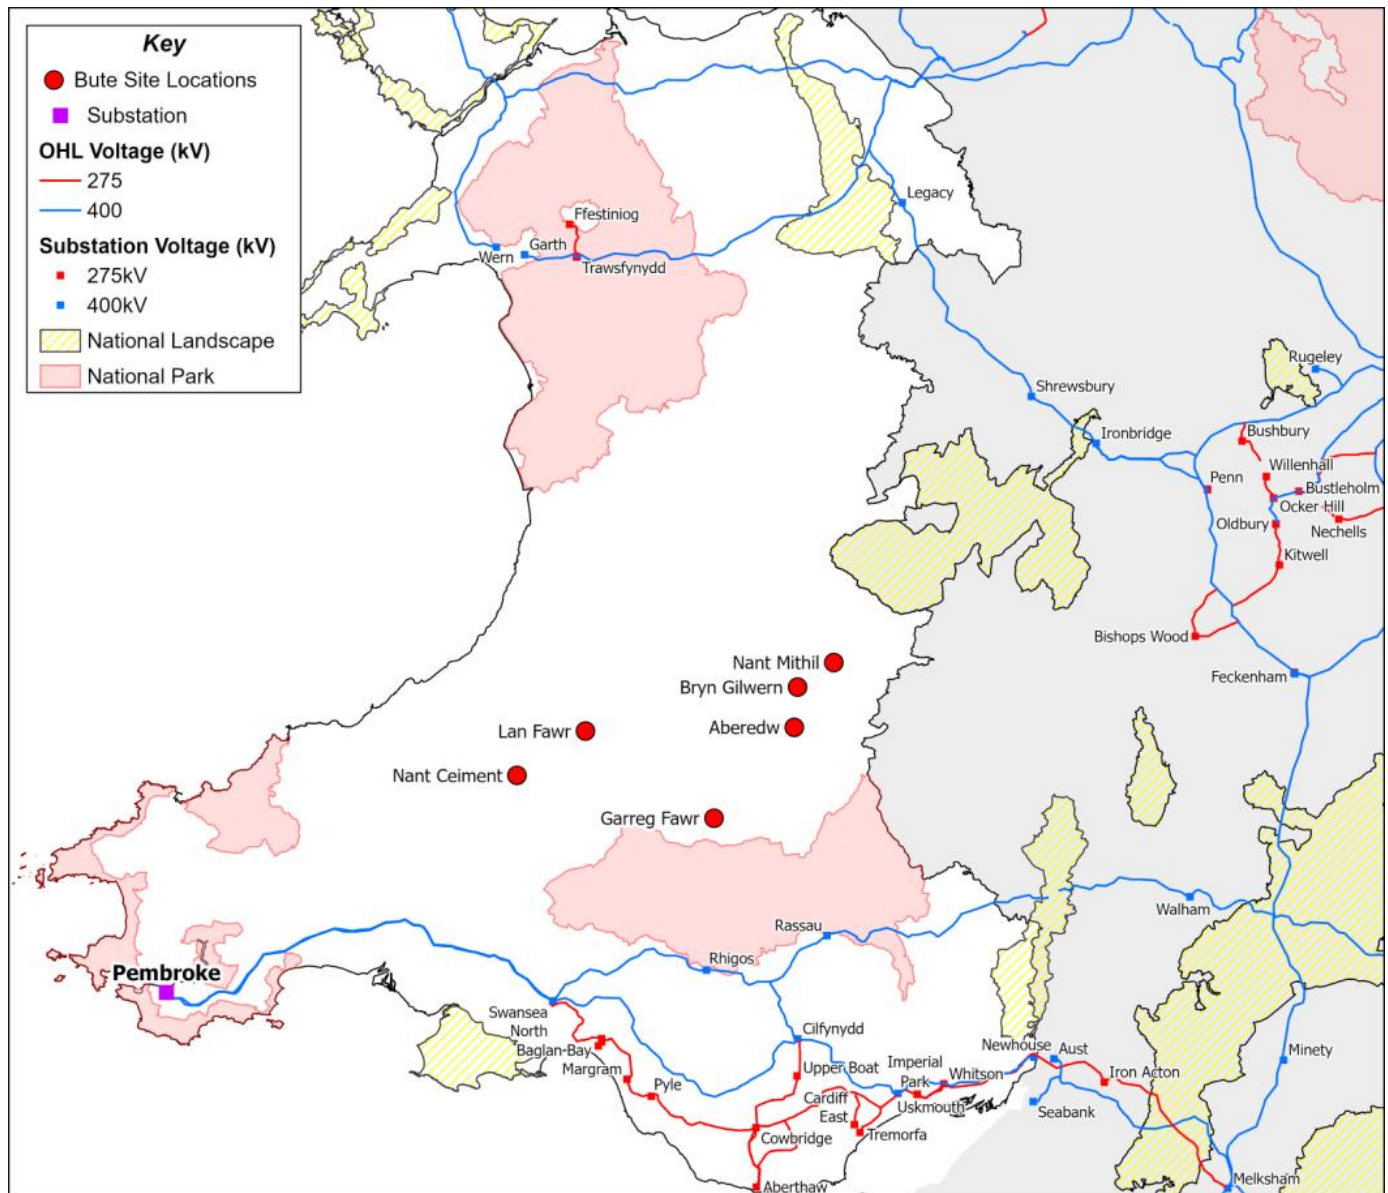 Key
Bute Site Locations
Substation
OHL Voltage (kV)
275
400
Substation Voltage (kV)
275kV
400kV
National Landscape
National Park
Legacy
Ffestiniog
Garth
Wern
Trawsfynydd
Rugeley
Shrewsbury
Ironbridge
Bushbury
Willenhall
Penn
Bustleholm
Ocker Hill
Oldbury
Nechells
Kitwell
Bishops Wood
Nant Mithil
Feckenham
Bryn Gilwern
Aberedw
Lan Fawr
Nant Ceiment
Garreg Fawr
Walham
Rassau
Rhigos
Pembroke
Swansea
North
Cilfynydd
Baglan-Bay
Newhouse
Aust
Minety
Imperial
Park
Margram
Upper Boat
Whitson
Iron Acton
Pyle
Cardiff
East
Uskmouth
Seabank
Cowbridge
Tremorfa
Aberthaw
Melksham